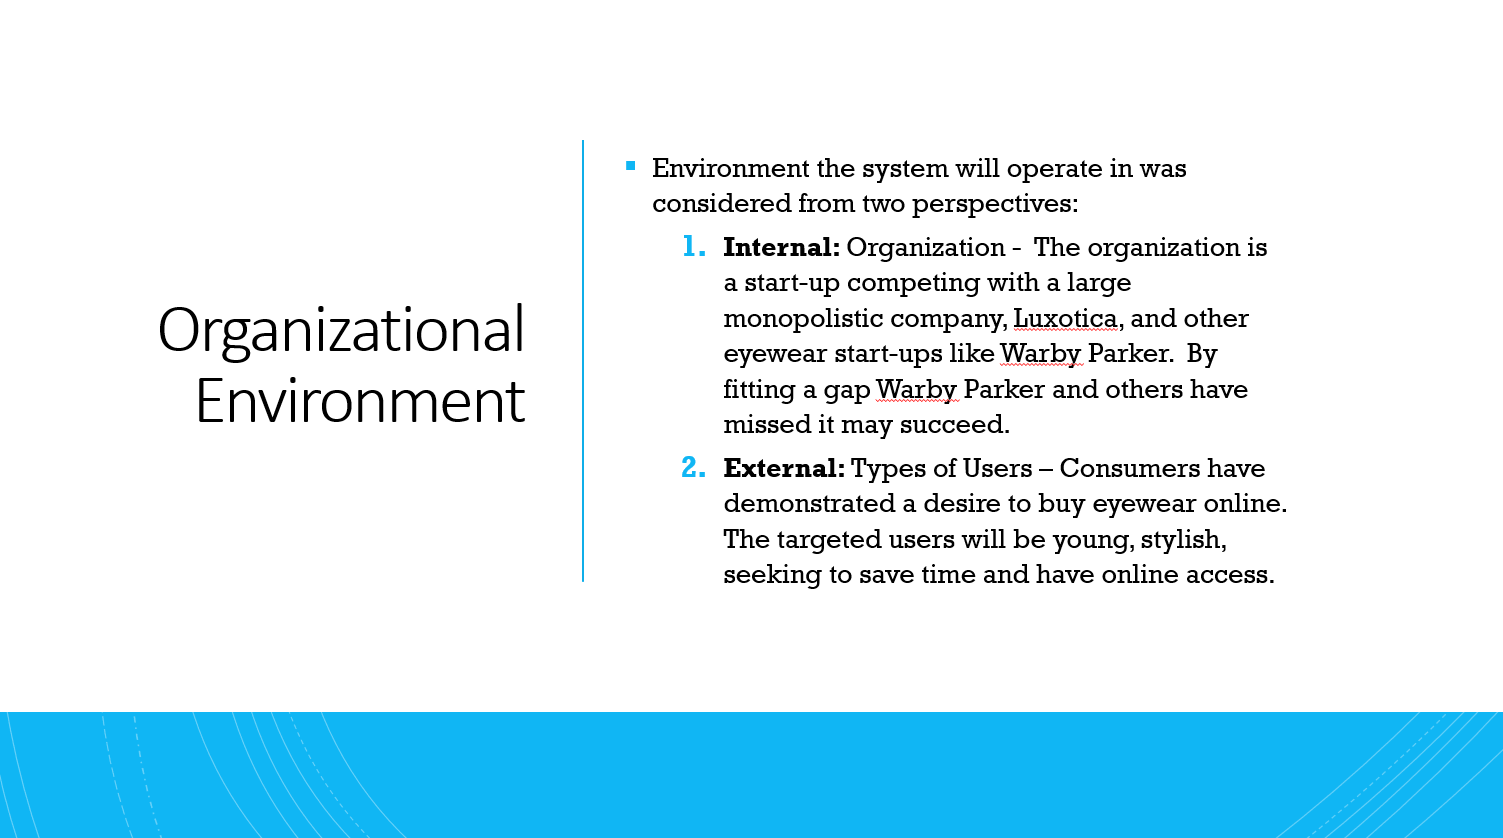 Organizational
Environment
Environment the system will operate in was
considered from two perspectives:
1. Internal: Organization -  The organization is
a start-up competing with a large
monopolistic company, Luxotica, and other
eyewear start-ups like Warby Parker.  By
fitting a gap Warby Parker and others have
missed it may succeed.
2. External: Types of Users – Consumers have
demonstrated a desire to buy eyewear online.
The targeted users will be young, stylish,
seeking to save time and have online access.